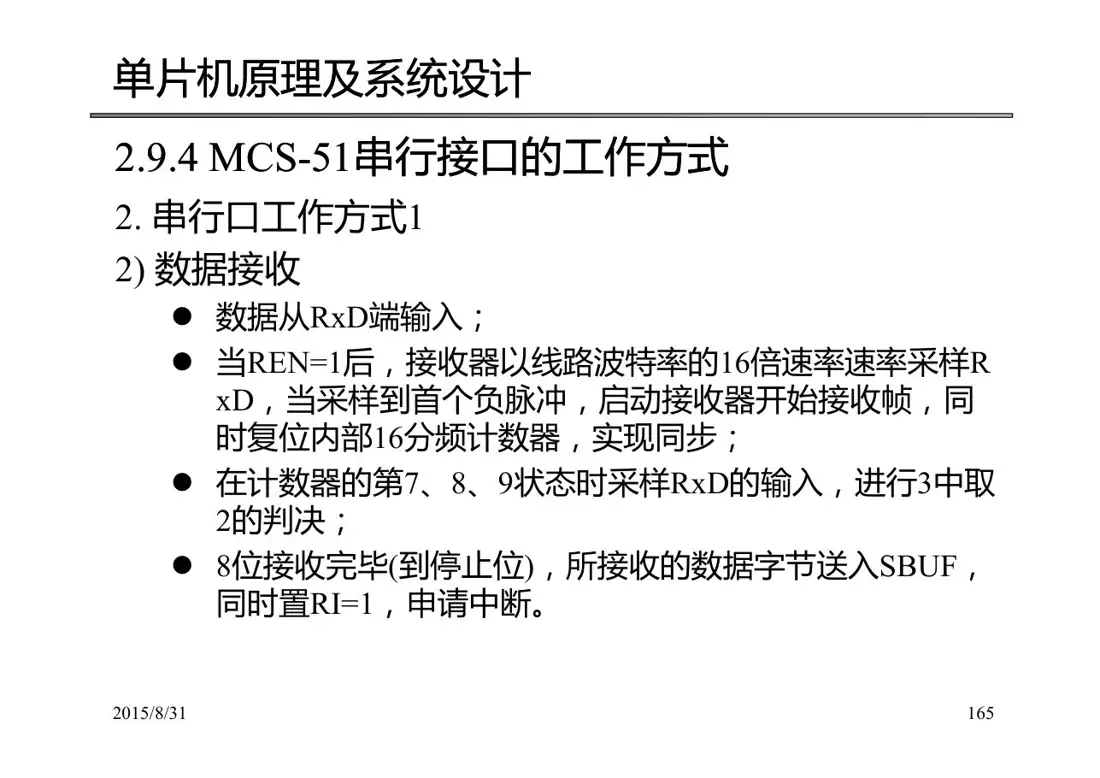 单片机原理及系统设计
2.9.4 MCS-51串行接口的工作方式
2. 串行口工作方式1
2) 数据接收
● 数据从RxD端输入；
● 当REN=1后，接收器以线路波特率的16倍速率速率采样R
xD，当采样到首个负脉冲，启动接收器开始接收帧，同
时复位内部16分频计数器，实现同步；
● 在计数器的第7、8、9状态时采样RxD的输入，进行3中取
2的判决；
● 8位接收完毕(到停止位)，所接收的数据字节送入SBUF，
同时置RI=1，申请中断。
2015/8/31
165